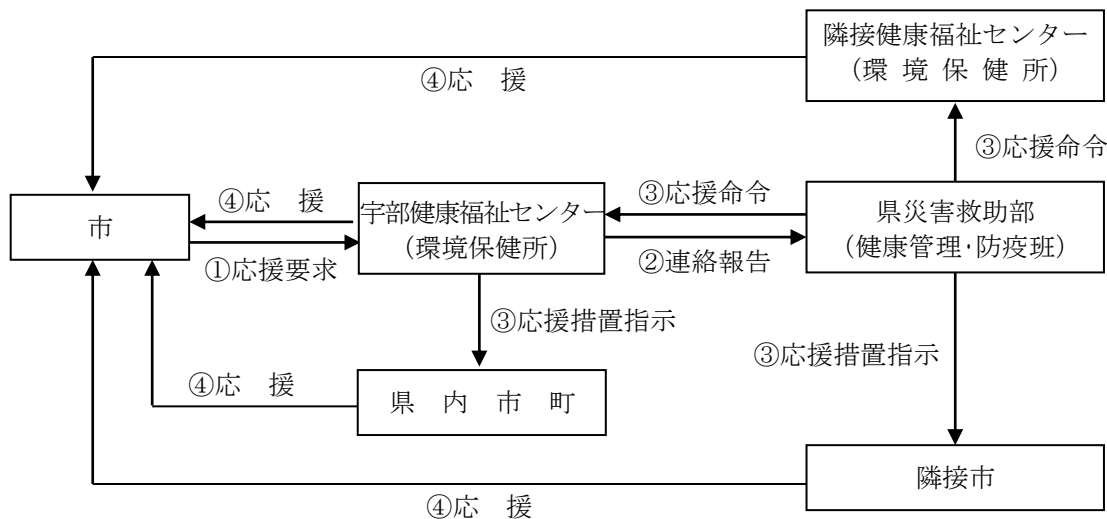 隣接健康福祉センター
（環 境 保 健 所）
④応　援
③応援命令
市
④応　援
①応援要求
宇部健康福祉センター
（環境保健所）
③応援命令
②連絡報告
県災害救助部
（健康管理･防疫班）
③応援措置指示
③応援措置指示
④応　援
県　内　市　町
隣接市
④応　援